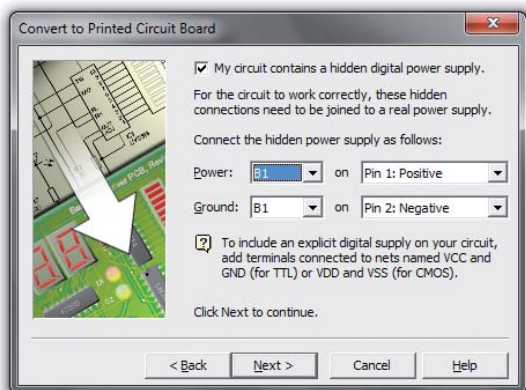 Convert to Printed Circuit Board
My circuit contains a hidden digital power supply.
For the circuit to work correctly, these hidden
connections need to be joined to a real power supply.
Connect the hidden power supply as follows:
Power: B1 on Pin 1: Positive
Ground: B1 on Pin 2: Negative
To include an explicit digital supply on your circuit,
add terminals connected to nets named VCC and
GND (for TTL) or VDD and VSS (for CMOS).
Click Next to continue.
< Back Next > Cancel Help